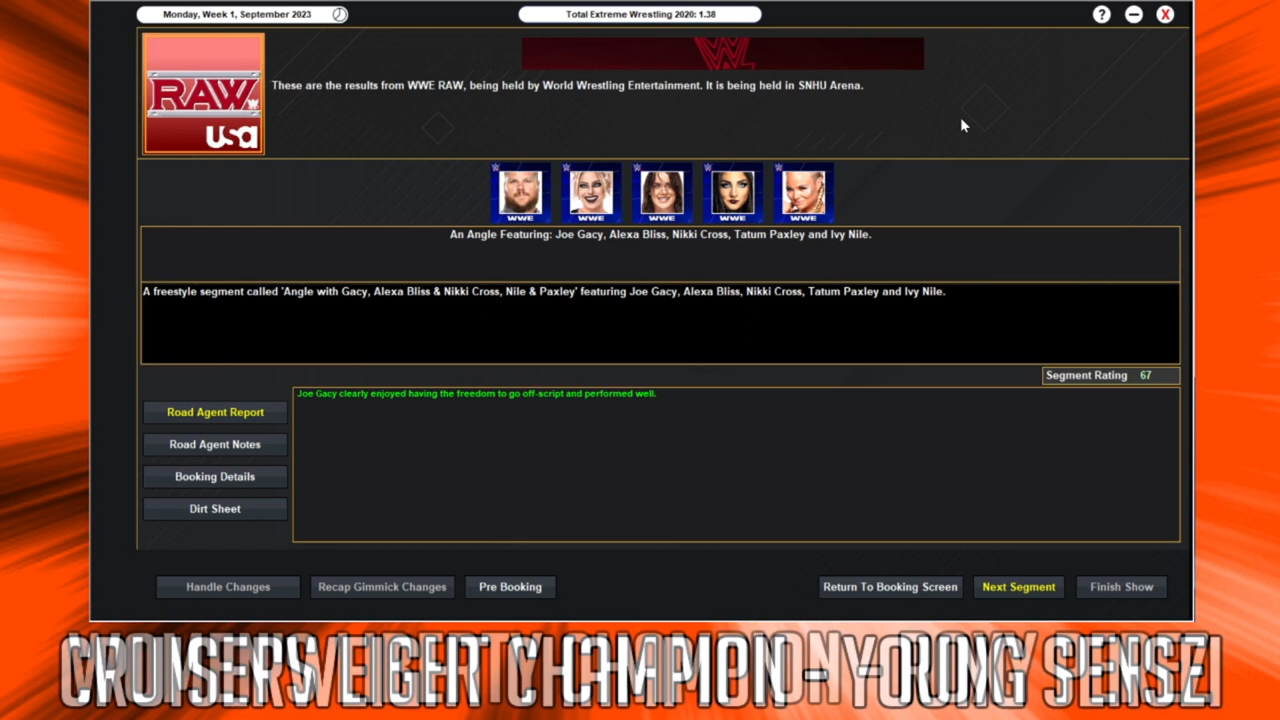 Monday, Week 1, September 2023
Total Extreme Wrestling 2020: 1.38
?
X
RAW
usa
These are the results from WWE RAW, being held by World Wrestling Entertainment. It is being held in SNHU Arena.
WWE WWE WWE WWE WWE
An Angle Featuring: Joe Gacy, Alexa Bliss, Nikki Cross, Tatum Paxley and Ivy Nile.
A freestyle segment called 'Angle with Gacy, Alexa Bliss & Nikki Cross, Nile & Paxley' featuring Joe Gacy, Alexa Bliss, Nikki Cross, Tatum Paxley and Ivy Nile.
Segment Rating 67
Joe Gacy clearly enjoyed having the freedom to go off-script and performed well.
Road Agent Report
Road Agent Notes
Booking Details
Dirt Sheet
Handle Changes
Recap Gimmick Changes
Pre Booking
Return To Booking Screen
Next Segment
Finish Show
CHAMPION -